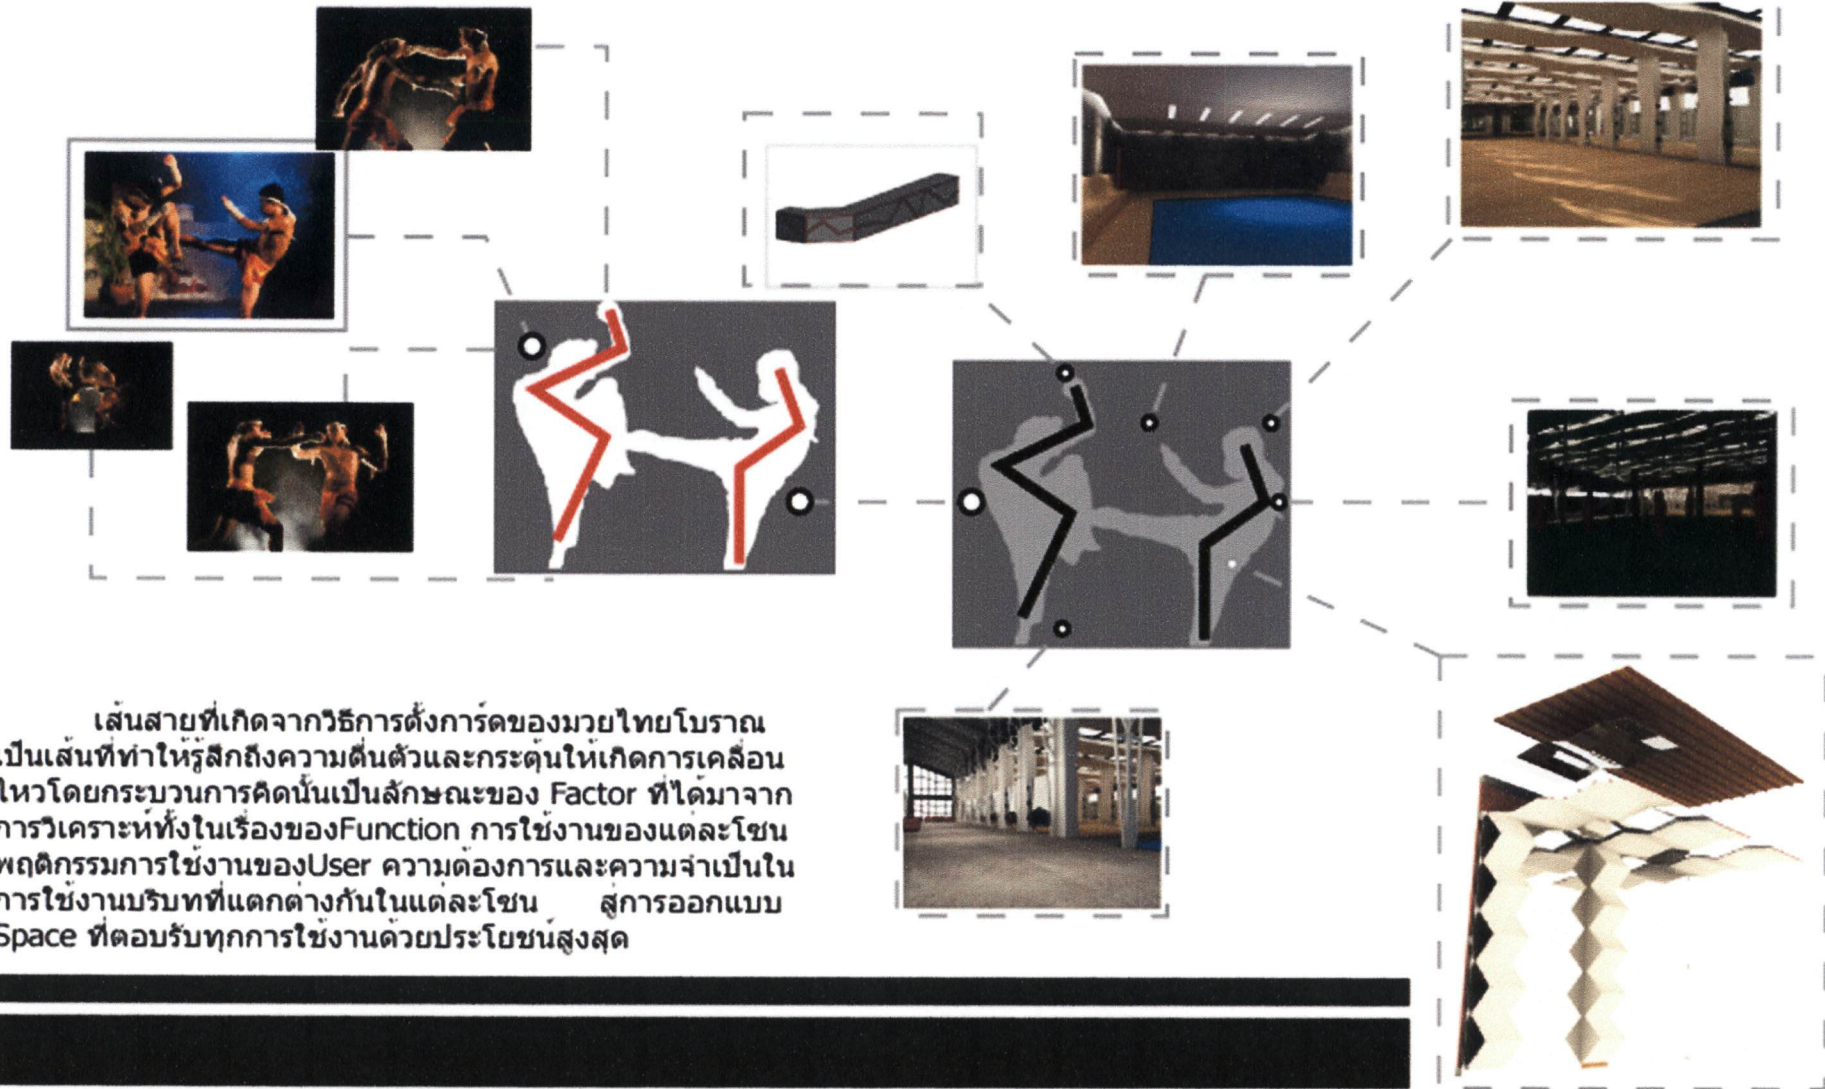 เส้นสายที่เกิดจากวิธีการตั้งการ์ดของมวยไทยโบราณ
เป็นเส้นที่ทำให้รู้สึกถึงความตื่นตัวและกระตุ้นให้เกิดการเคลื่อน
ไหวโดยกระบวนการคิดนั้นเป็นลักษณะของ Factor ที่ได้มาจาก
การวิเคราะห์ทั้งในเรื่องของFunction การใช้งานของแต่ละโซน
พฤติกรรมการใช้งานของUser ความต้องการและความจำเป็นใน
การใช้งานบริบทที่แตกต่างกันในแต่ละโซน สู่การออกแบบ
Space ที่ตอบรับทุกการใช้งานด้วยประโยชน์สูงสุด